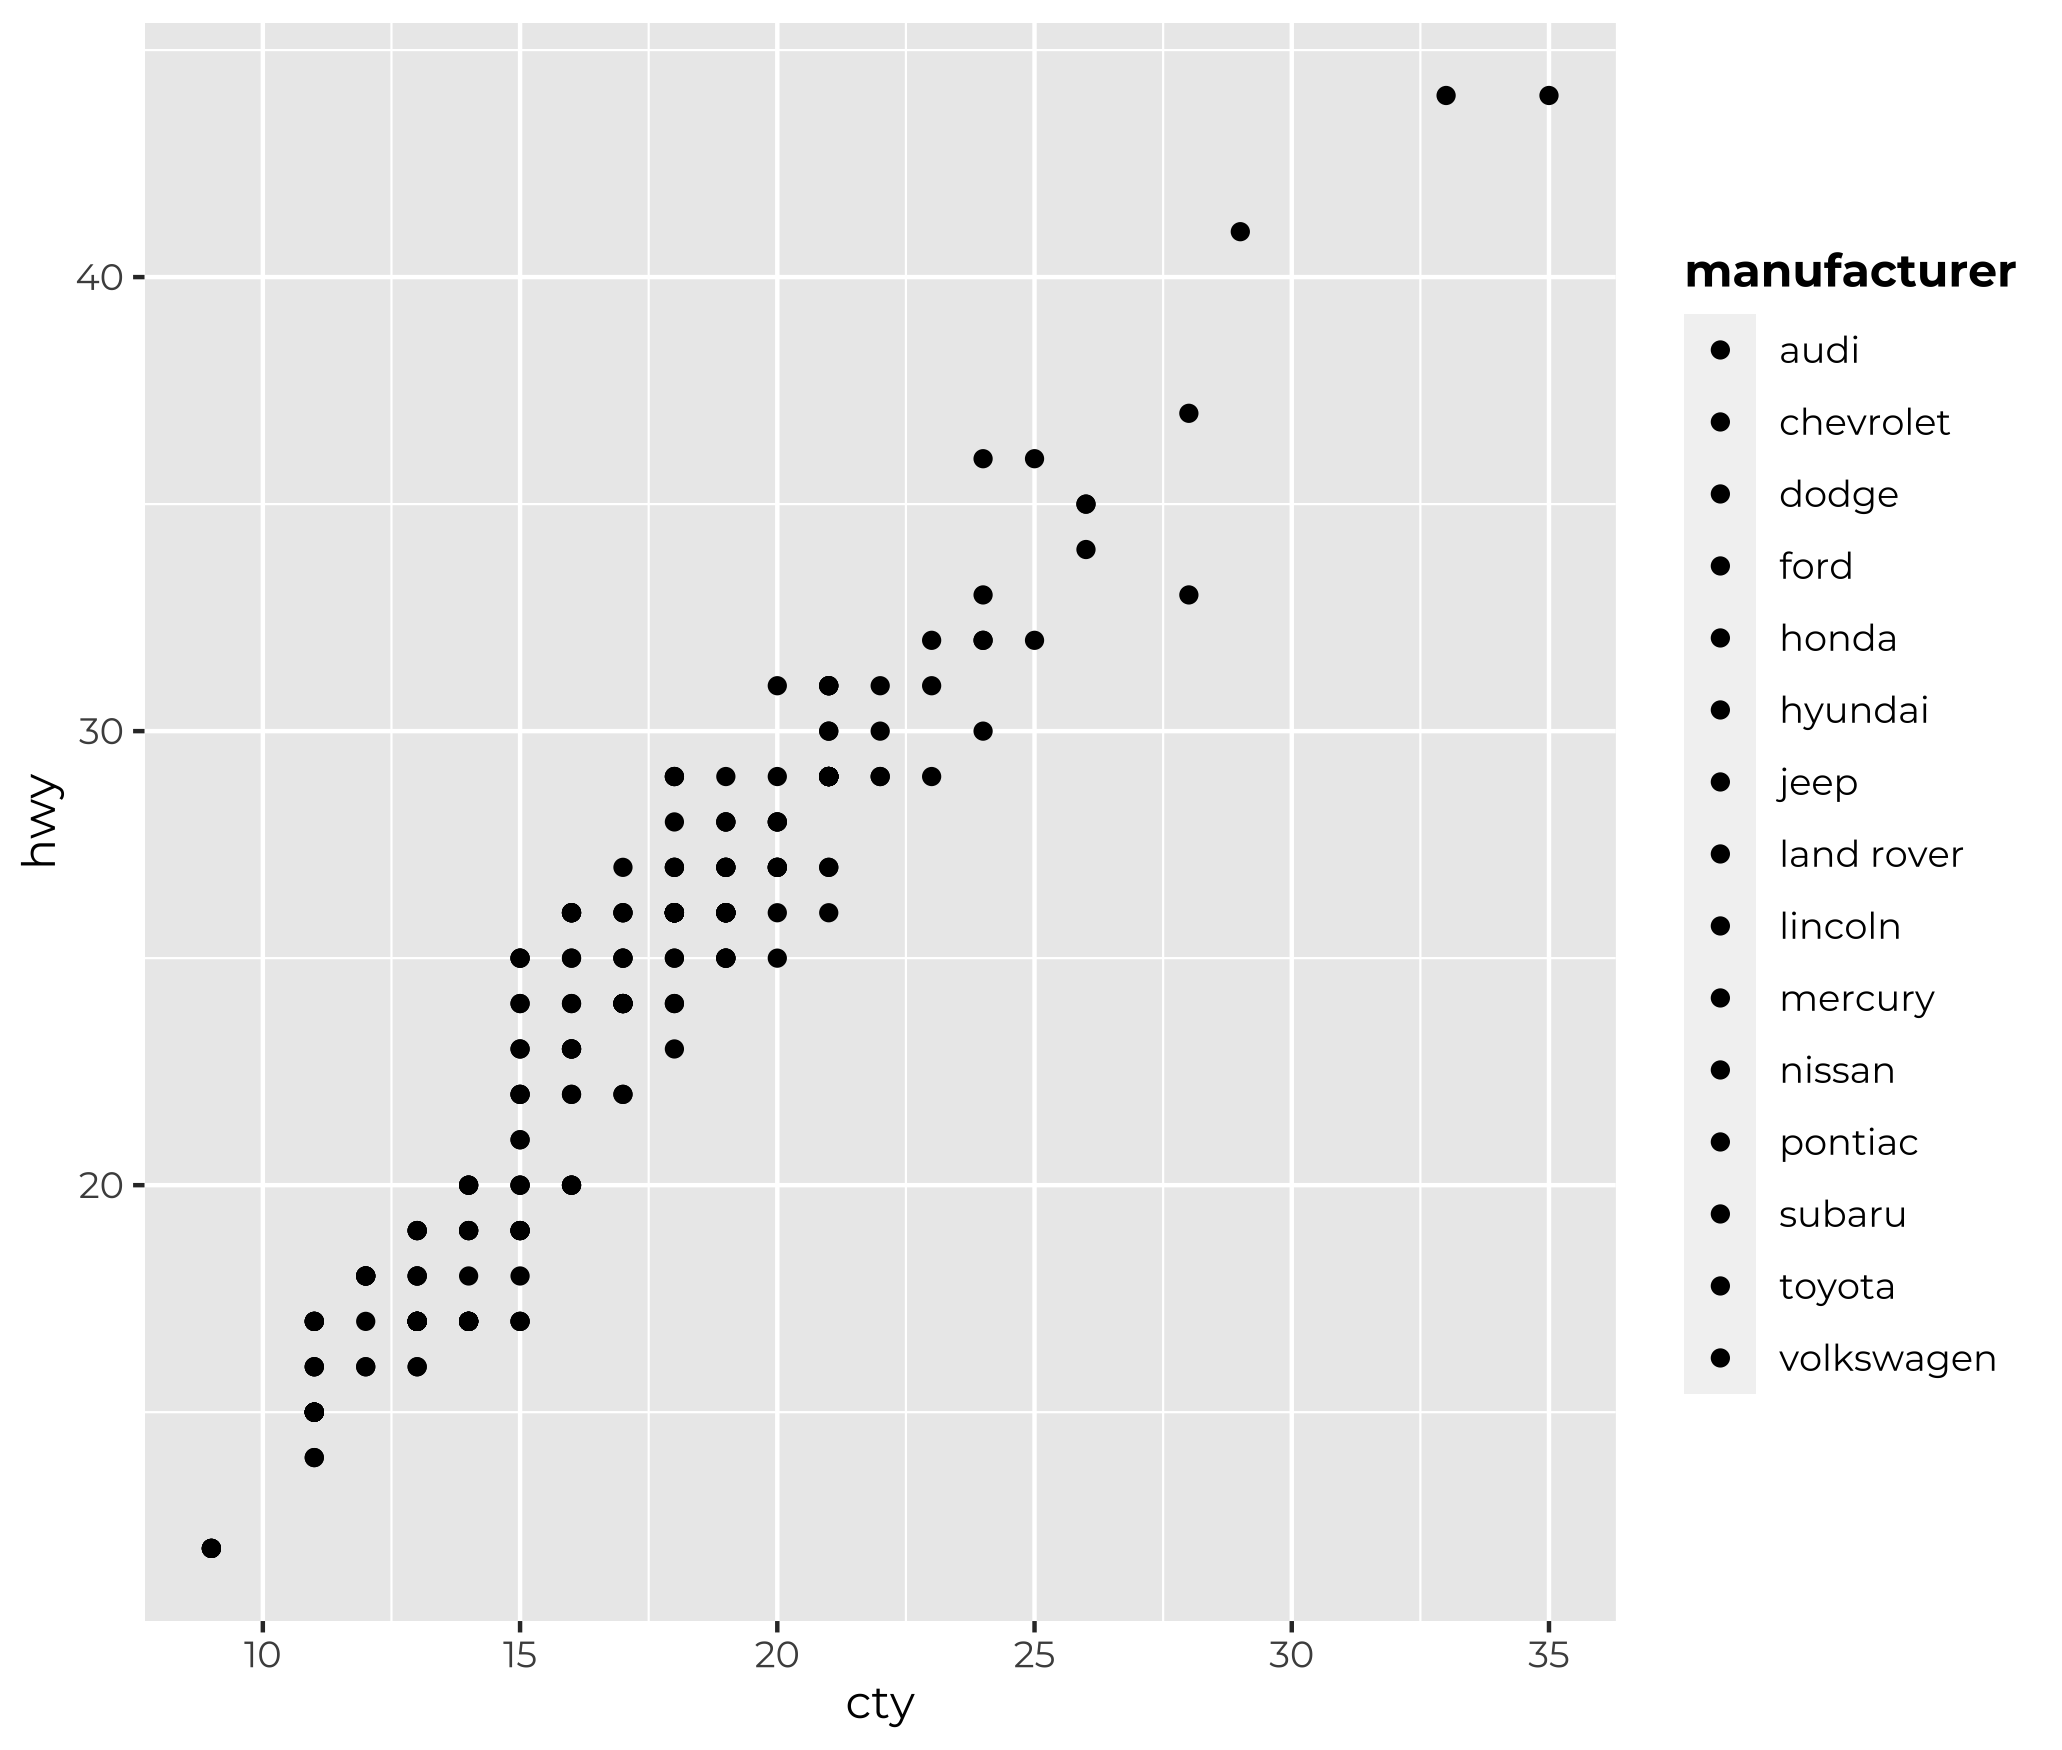 40
30
20
hwy
10 15 20 25 30 35
cty
manufacturer
audi
chevrolet
dodge
ford
honda
hyundai
jeep
land rover
lincoln
mercury
nissan
pontiac
subaru
toyota
volkswagen